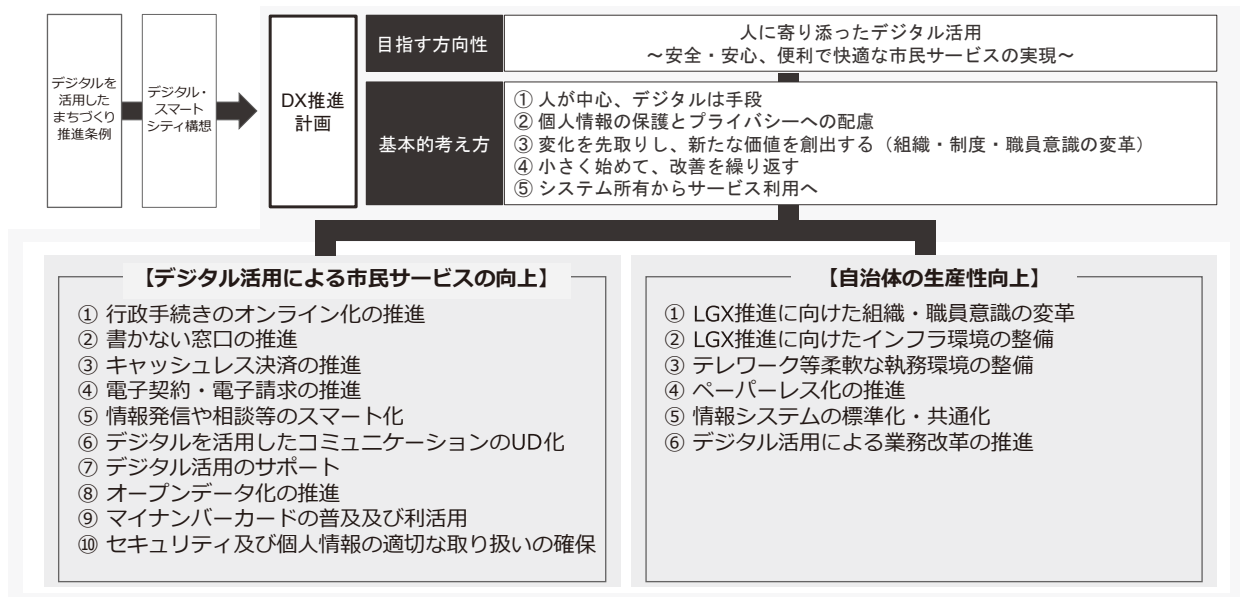 デジタルを
活用した
まちづくり
推進条例
デジタル・
スマート
シティ構想
DX推進
計画
目指す方向性
人に寄り添ったデジタル活用
～安全・安心、便利で快適な市民サービスの実現～
基本的考え方
① 人が中心、デジタルは手段
② 個人情報の保護とプライバシーへの配慮
③ 変化を先取りし、新たな価値を創出する（組織・制度・職員意識の変革）
④ 小さく始めて、改善を繰り返す
⑤ システム所有からサービス利用へ
【デジタル活用による市民サービスの向上】
① 行政手続きのオンライン化の推進
② 書かない窓口の推進
③ キャッシュレス決済の推進
④ 電子契約・電子請求の推進
⑤ 情報発信や相談等のスマート化
⑥ デジタルを活用したコミュニケーションのUD化
⑦ デジタル活用のサポート
⑧ オープンデータ化の推進
⑨ マイナンバーカードの普及及び利活用
⑩ セキュリティ及び個人情報の適切な取り扱いの確保
【自治体の生産性向上】
① LGX推進に向けた組織・職員意識の変革
② LGX推進に向けたインフラ環境の整備
③ テレワーク等柔軟な執務環境の整備
④ ペーパーレス化の推進
⑤ 情報システムの標準化・共通化
⑥ デジタル活用による業務改革の推進